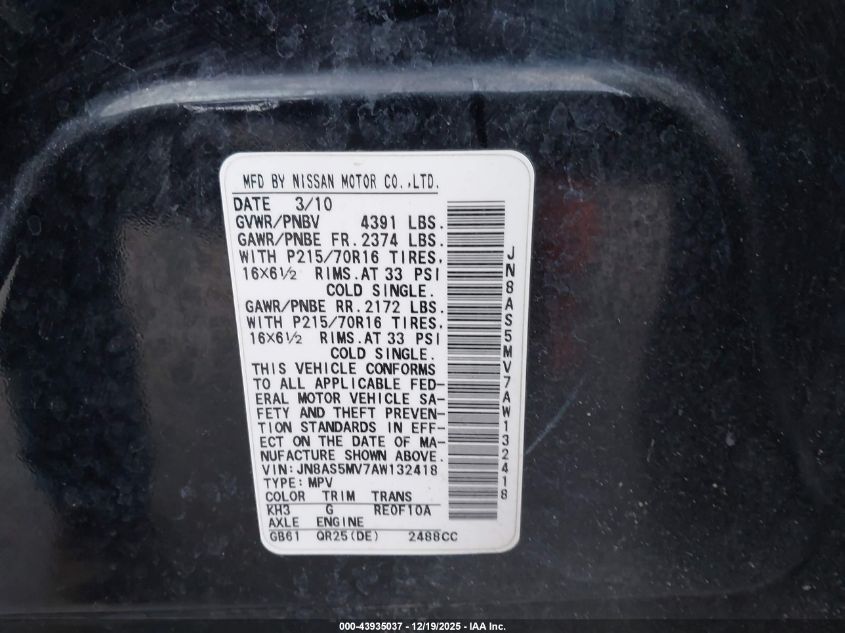 MFD BY NISSAN MOTOR CO.,LTD.
DATE 3/10
GVWR/PNBV 4391 LBS.
GAWR/PNBE FR.2374 LBS.
WITH P215/70R16 TIRES,
16X6½ RIMS.AT 33 PSI
COLD SINGLE.
GAWR/PNBE RR.2172 LBS.
WITH P215/70R16 TIRES,
16X6½ RIMS.AT 33 PSI
COLD SINGLE.
THIS VEHICLE CONFORMS
TO ALL APPLICABLE FED-
ERAL MOTOR VEHICLE SA-
FETY AND THEFT PREVEN-
TION STANDARDS IN EFF-
ECT ON THE DATE OF MA-
NUFACTURE SHOWN ABOVE.
VIN:JN8AS5MV7AW132418
TYPE:MPV
COLOR TRIM TRANS
KH3 G RE0F10A
AXLE ENGINE
GB61 QR25(DE) 2488CC
JN8AS5MV7AW132418
000-43935037 - 12/19/2025 - IAA Inc.